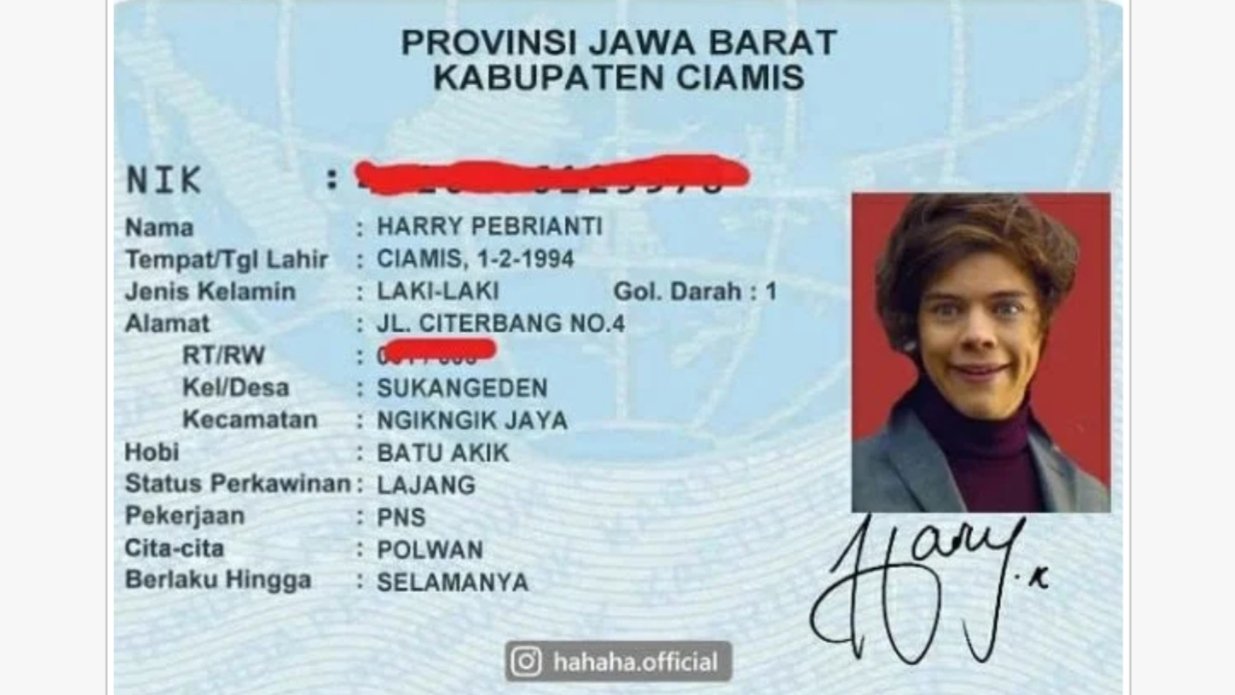 PROVINSI JAWA BARAT
KABUPATEN CIAMIS
NIK :
Nama : HARRY PEBRIANTI
Tempat/Tgl Lahir : CIAMIS, 1-2-1994
Jenis Kelamin : LAKI-LAKI Gol. Darah : 1
Alamat : JL. CITERBANG NO.4
RT/RW :
Kel/Desa : SUKANGEDEN
Kecamatan : NGIKNGIK JAYA
Hobi : BATU AKIK
Status Perkawinan : LAJANG
Pekerjaan : PNS
Cita-cita : POLWAN
Berlaku Hingga : SELAMANYA
Harry.K
hahaha.official